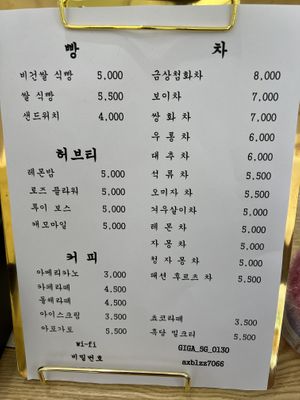 빵
비건쌀 식빵 5.000
쌀 식빵 5.500
샌드위치 4.000
허브티
레몬밤 5.000
로즈 플라워 5.000
루이 보스 5.000
캐모마일 5.000
커 피
아메리카노 3.000
카페라떼 4.500
돌체라떼 4.500
아이스크림 3.500
아포가토 5.500
wi-fi
비밀번호
차
금상첨화차 8,000
보이차 7,000
쌍 화 차 7,000
우 롱 차 6,000
대 추 차 6,000
석 류 차 5.500
오미자 차 5.500
겨우살이차 5.500
레 몬 차 5.500
자 몽 차 5.500
청 자 몽 차 5.500
패션 후르츠 차 5.500
쵸코라떼 3.500
흑당 밀크티 5.500
GIGA_5G_0130
axblzz7066